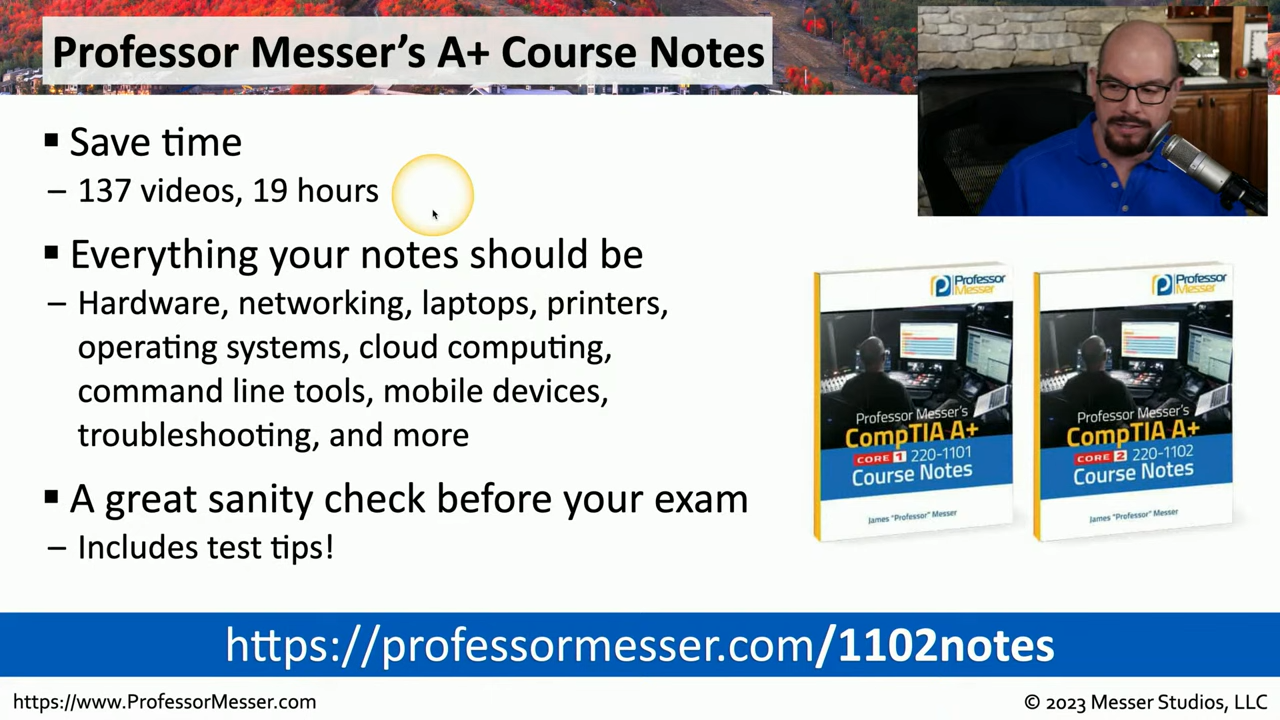 Professor Messer's A+ Course Notes
▪ Save time
– 137 videos, 19 hours
▪ Everything your notes should be
– Hardware, networking, laptops, printers,
operating systems, cloud computing,
command line tools, mobile devices,
troubleshooting, and more
▪ A great sanity check before your exam
– Includes test tips!
Professor
Messer
Professor Messer's
CompTIA A+
CORE 1 220-1101
Course Notes
James "Professor" Messer
Professor
Messer
Professor Messer's
CompTIA A+
CORE 2 220-1102
Course Notes
James "Professor" Messer
https://professormesser.com/1102notes
https://www.ProfessorMesser.com
© 2023 Messer Studios, LLC